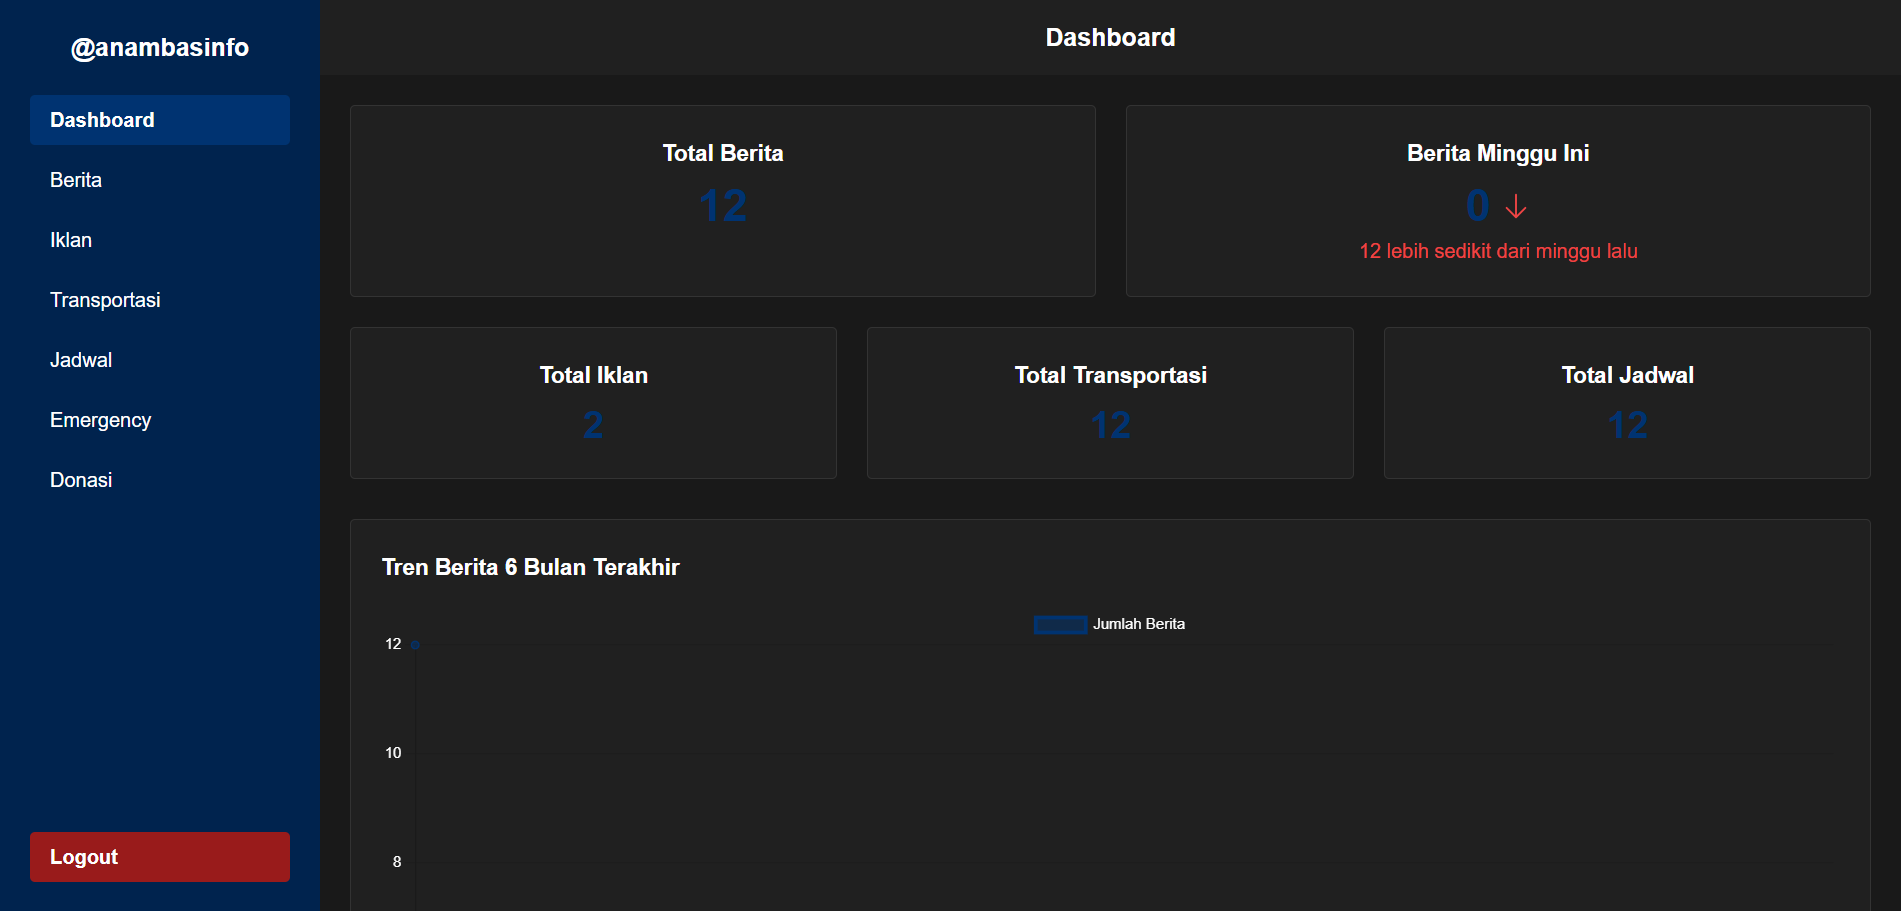 @anambasinfo
Dashboard
Berita
Iklan
Transportasi
Jadwal
Emergency
Donasi
Logout
Dashboard
Total Berita
12
Berita Minggu Ini
0 ↓
12 lebih sedikit dari minggu lalu
Total Iklan
2
Total Transportasi
12
Total Jadwal
12
Tren Berita 6 Bulan Terakhir
Jumlah Berita
12
10
8